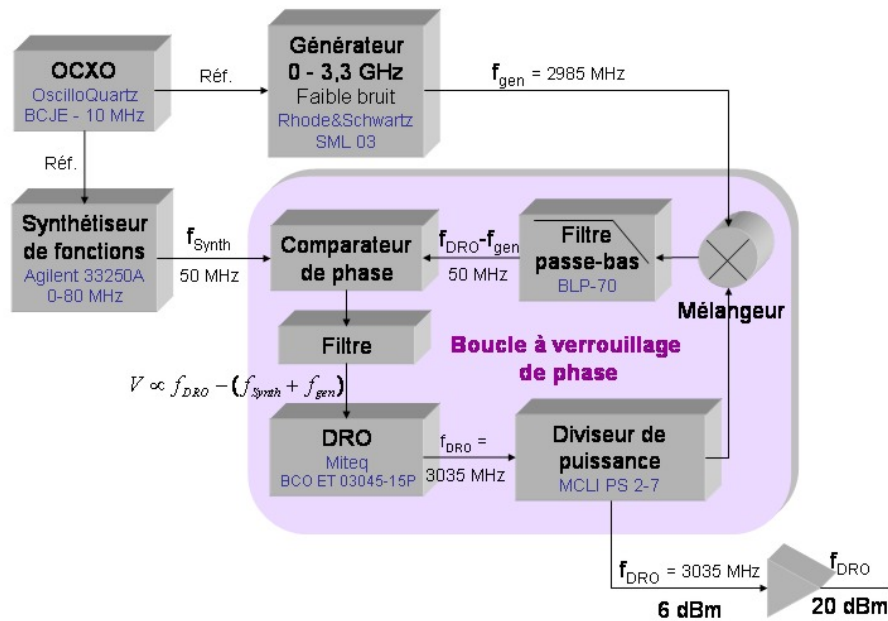 OCXO
OscilloQuartz
BCJE - 10 MHz
Réf.
Générateur
0 - 3,3 GHz
Faible bruit
Rhode&Schwartz
SML 03
f_gen = 2985 MHz
Réf.
Synthétiseur
de fonctions
Agilent 33250A
0-80 MHz
f_Synth
50 MHz
Comparateur
de phase
f_DRO-f_gen
50 MHz
Filtre
passe-bas
BLP-70
Mélangeur
Filtre
Boucle à verrouillage
de phase
V ∝ f_DRO − (f_Synth + f_gen)
DRO
Miteq
BCO ET 03045-15P
f_DRO =
3035 MHz
Diviseur de
puissance
MCLI PS 2-7
f_DRO = 3035 MHz
6 dBm
f_DRO
20 dBm